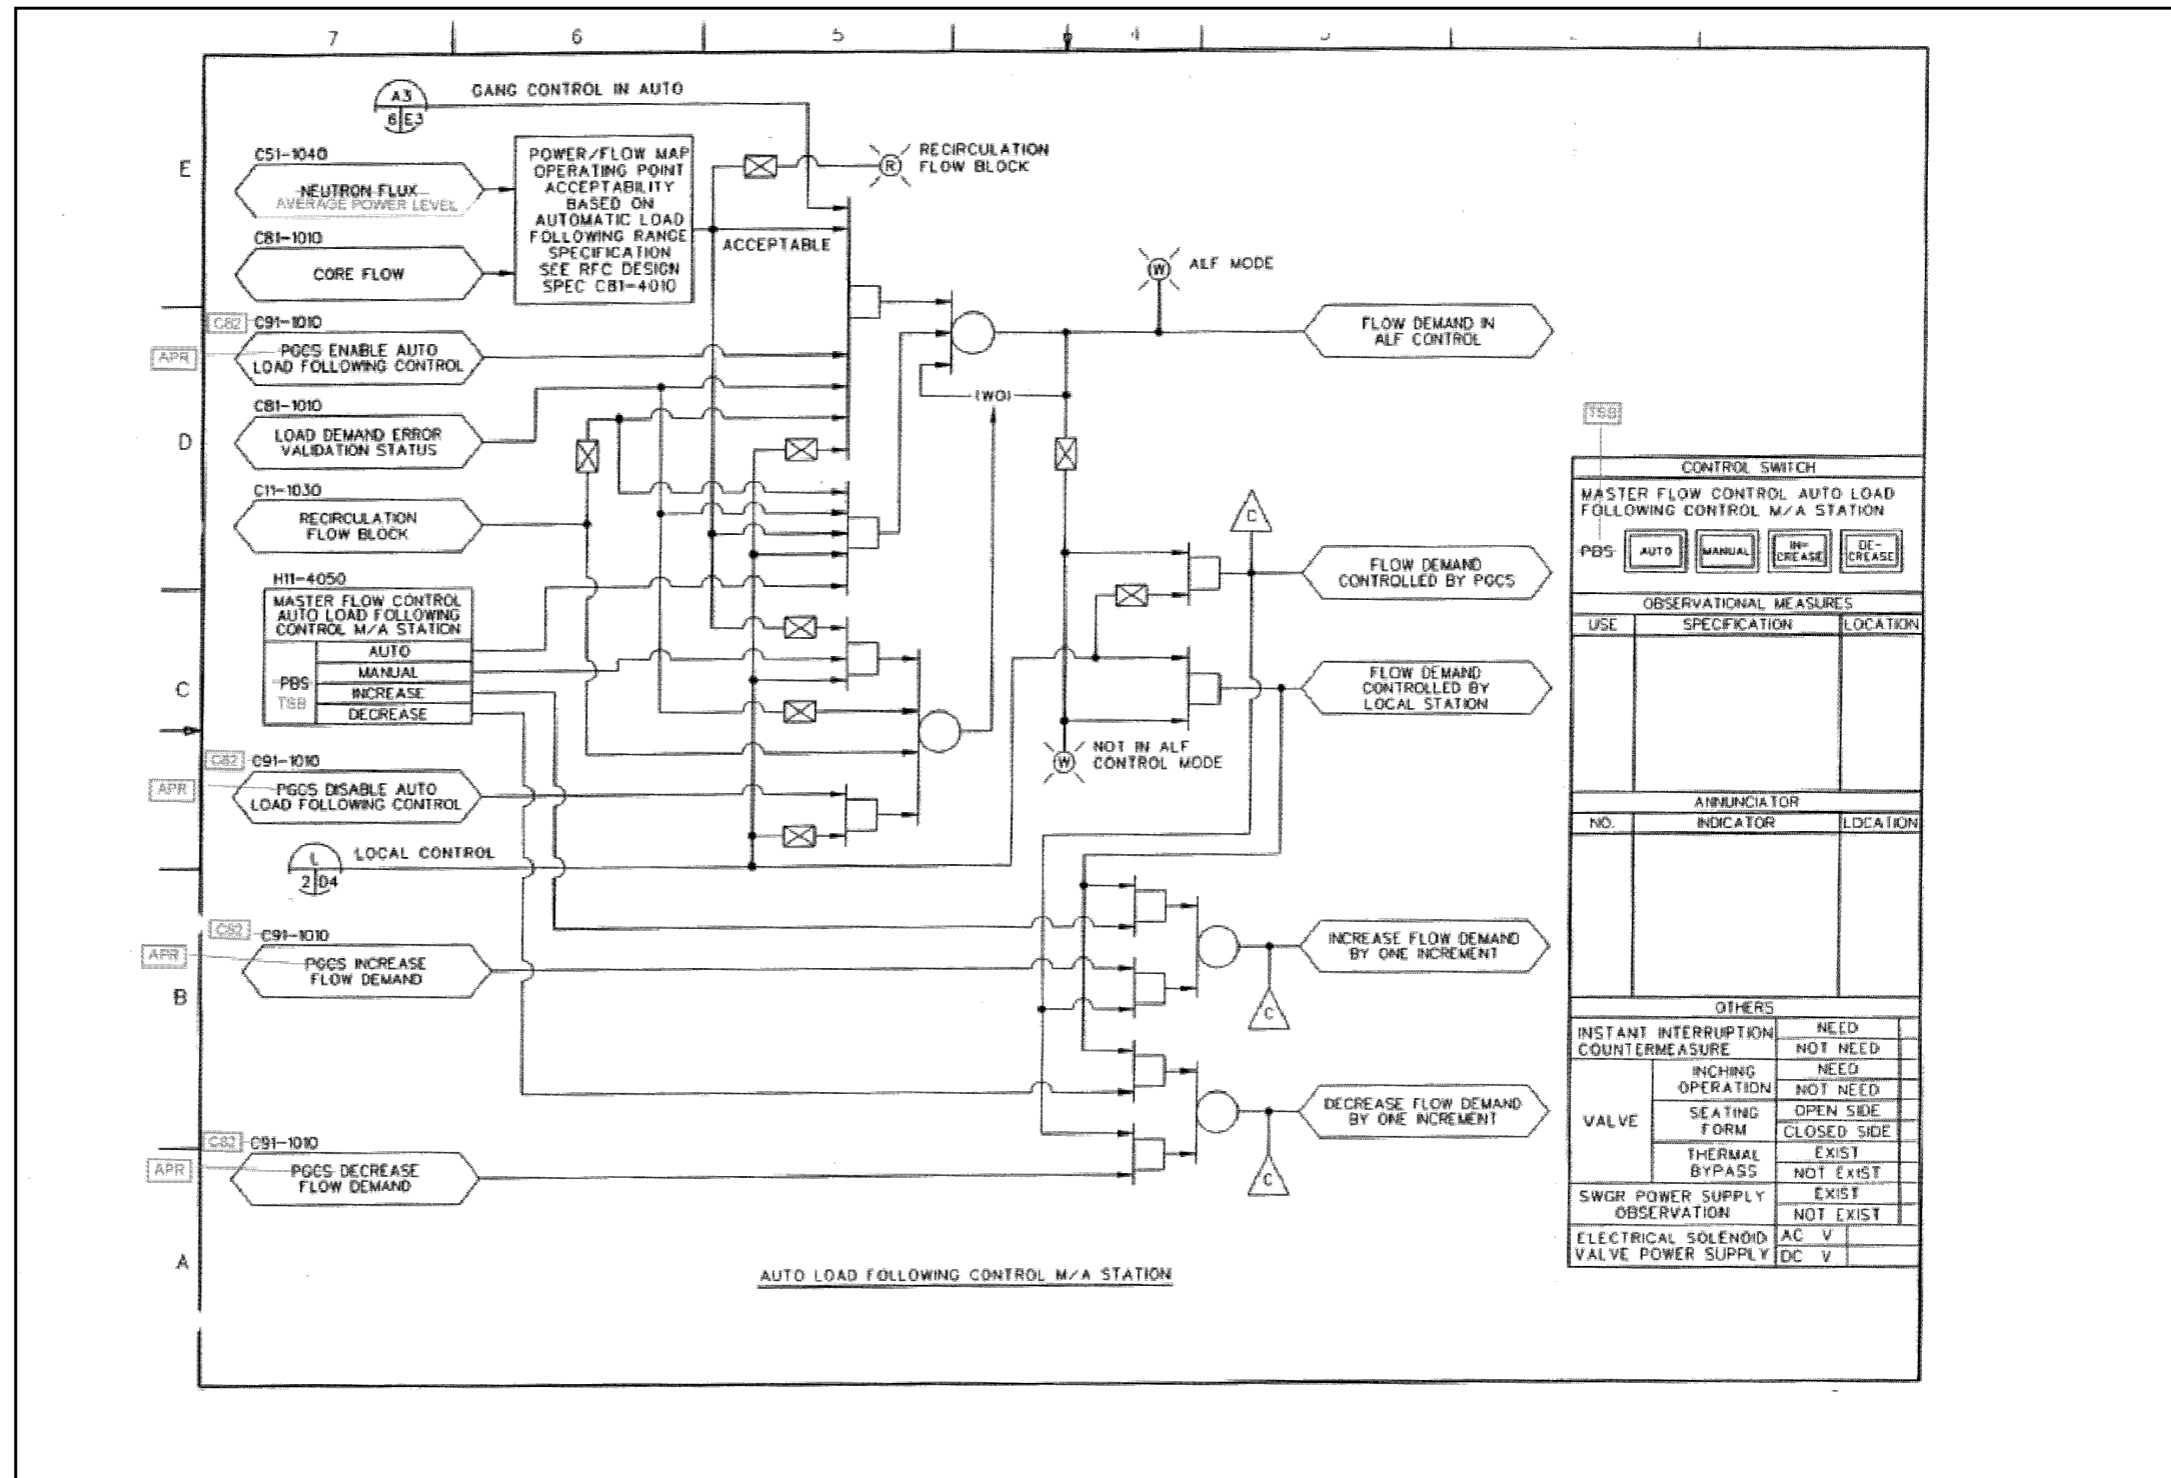 7 6 5 4
GANG CONTROL IN AUTO
A3
6 E3
E
C51-1040
NEUTRON FLUX
AVERAGE POWER LEVEL
POWER/FLOW MAP
OPERATING POINT
ACCEPTABILITY
BASED ON
AUTOMATIC LOAD
FOLLOWING RANGE
SPECIFICATION
SEE RFC DESIGN
SPEC C81-4010
R
RECIRCULATION
FLOW BLOCK
ACCEPTABLE
C81-1010
CORE FLOW
W
ALF MODE
C82 C91-1010
APR
PGCS ENABLE AUTO
LOAD FOLLOWING CONTROL
FLOW DEMAND IN
ALF CONTROL
(WO)
D
C81-1010
LOAD DEMAND ERROR
VALIDATION STATUS
C11-1030
RECIRCULATION
FLOW BLOCK
C
FLOW DEMAND
CONTROLLED BY PGCS
H11-4050
MASTER FLOW CONTROL
AUTO LOAD FOLLOWING
CONTROL M/A STATION
PBS
TSB
AUTO
MANUAL
INCREASE
DECREASE
C
FLOW DEMAND
CONTROLLED BY
LOCAL STATION
W
NOT IN ALF
CONTROL MODE
C82 C91-1010
APR
PGCS DISABLE AUTO
LOAD FOLLOWING CONTROL
L
2 D4
LOCAL CONTROL
C82 C91-1010
APR
PGCS INCREASE
FLOW DEMAND
B
INCREASE FLOW DEMAND
BY ONE INCREMENT
C
DECREASE FLOW DEMAND
BY ONE INCREMENT
C
C82 C91-1010
APR
PGCS DECREASE
FLOW DEMAND
A
AUTO LOAD FOLLOWING CONTROL M/A STATION
TSB
CONTROL SWITCH
MASTER FLOW CONTROL AUTO LOAD
FOLLOWING CONTROL M/A STATION
PBS AUTO MANUAL IN-
CREASE DE-
CREASE
OBSERVATIONAL MEASURES
USE SPECIFICATION LOCATION
ANNUNCIATOR
NO. INDICATOR LOCATION
OTHERS
INSTANT INTERRUPTION
COUNTERMEASURE
NEED
NOT NEED
VALVE
INCHING
OPERATION
NEED
NOT NEED
SEATING
FORM
OPEN SIDE
CLOSED SIDE
THERMAL
BYPASS
EXIST
NOT EXIST
SWGR POWER SUPPLY
OBSERVATION
EXIST
NOT EXIST
ELECTRICAL SOLENOID
VALVE POWER SUPPLY
AC V
DC V